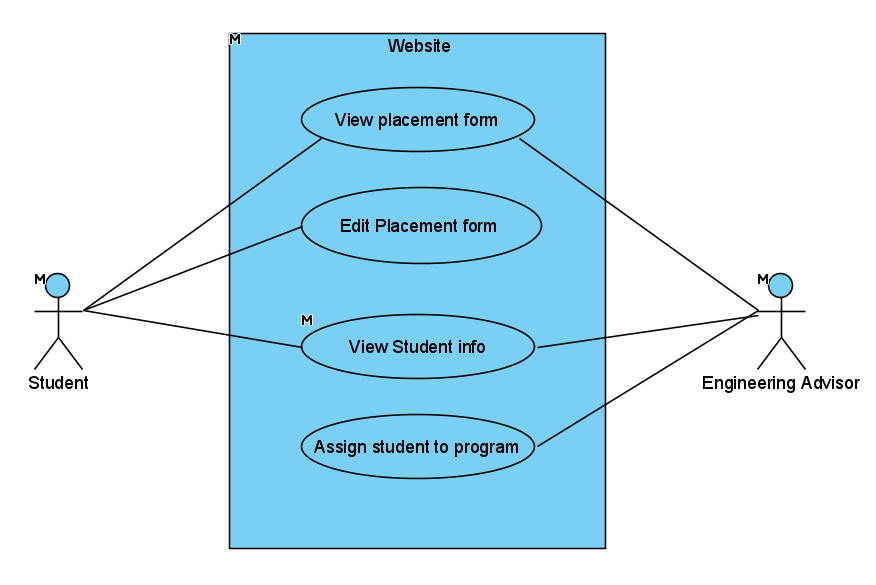 M
Website
View placement form
Edit Placement form
M
Student
M
View Student info
M
Engineering Advisor
Assign student to program